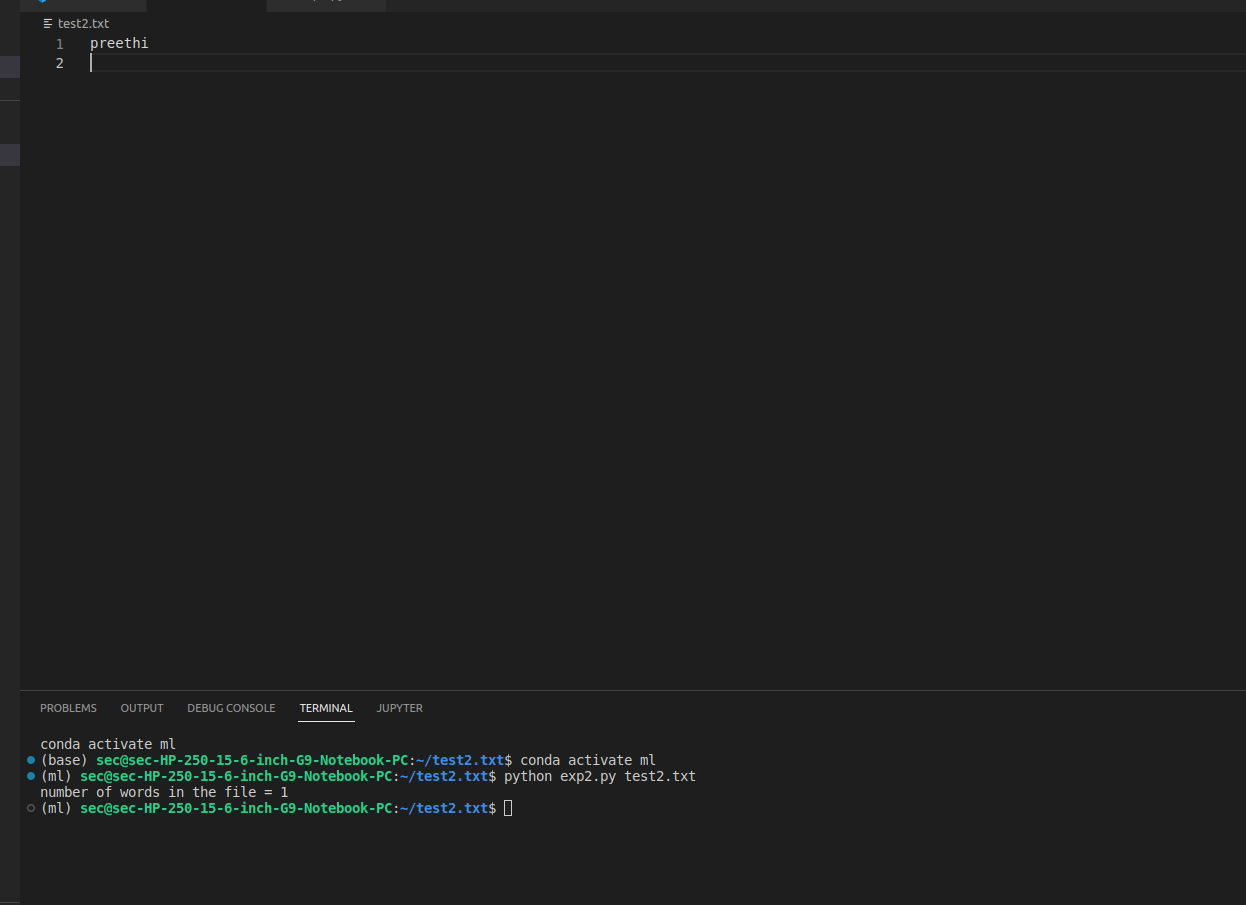 test2.txt
1 preethi
2
PROBLEMS OUTPUT DEBUG CONSOLE TERMINAL JUPYTER
conda activate ml
(base) sec@sec-HP-250-15-6-inch-G9-Notebook-PC:~/test2.txt$ conda activate ml
(ml) sec@sec-HP-250-15-6-inch-G9-Notebook-PC:~/test2.txt$ python exp2.py test2.txt
number of words in the file = 1
(ml) sec@sec-HP-250-15-6-inch-G9-Notebook-PC:~/test2.txt$